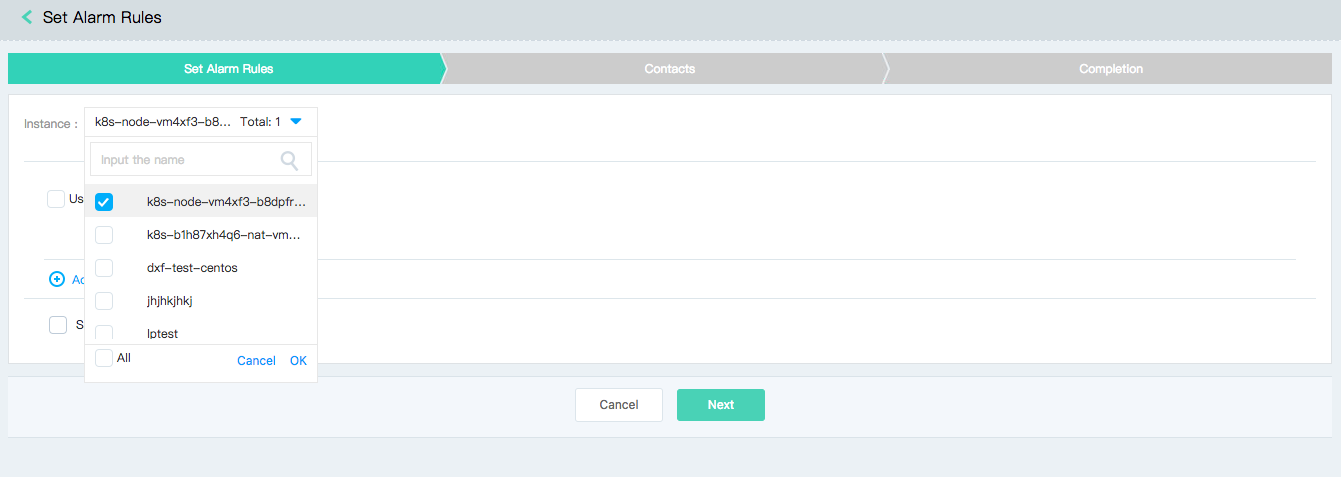 Set Alarm Rules
Set Alarm Rules
Contacts
Completion
Instance :
k8s-node-vm4xf3-b8... Total: 1
Input the name
Us
k8s-node-vm4xf3-b8dpfr...
k8s-b1h87xh4q6-nat-vm...
dxf-test-centos
Ad
jhjhkjhkj
S
lptest
All
Cancel OK
Cancel
Next